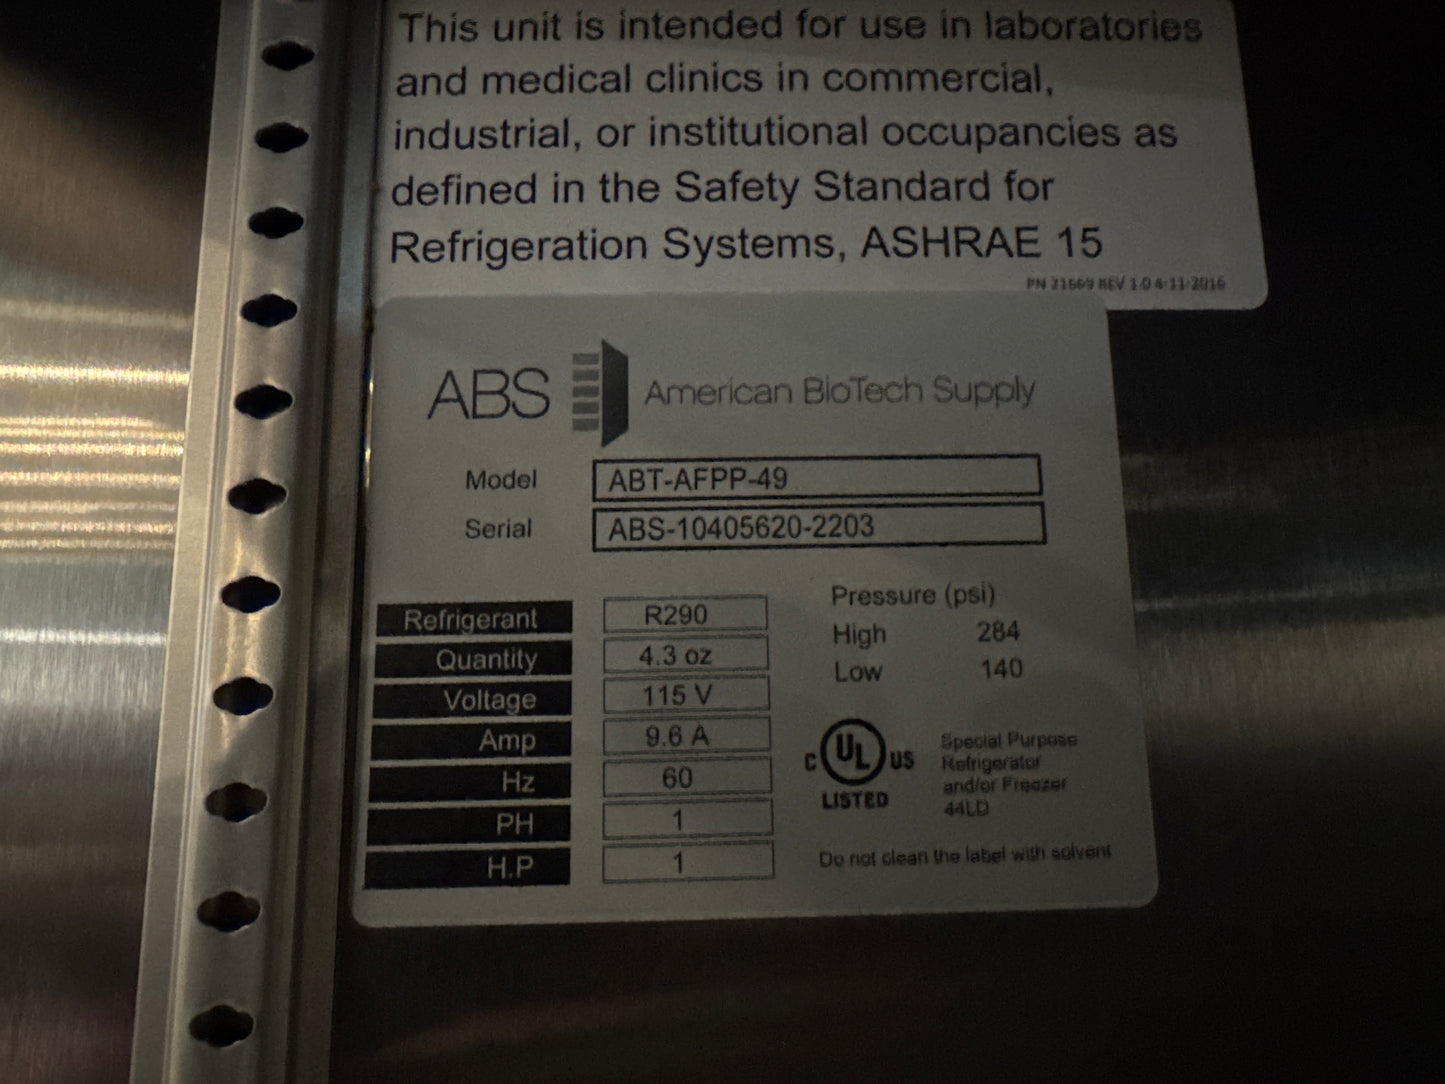 This unit is intended for use in laboratories
and medical clinics in commercial,
industrial, or institutional occupancies as
defined in the Safety Standard for
Refrigeration Systems, ASHRAE 15
PN 21669 REV 1.0 4-11-2016
ABS American BioTech Supply
Model ABT-AFPP-49
Serial ABS-10405620-2203
Refrigerant R290
Quantity 4.3 oz
Voltage 115 V
Amp 9.6 A
Hz 60
PH 1
H.P 1
Pressure (psi)
High 284
Low 140
C UL US
LISTED
Special Purpose
Refrigerator
and/or Freezer
44LD
Do not clean the label with solvent